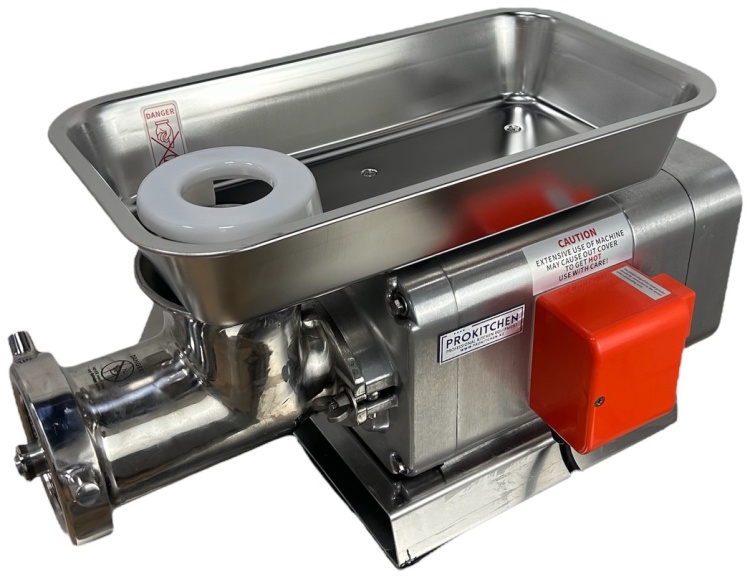 DANGER
CAUTION
EXTENSIVE USE OF MACHINE
MAY CAUSE OUT COVER
TO GET HOT
USE WITH CARE!
PROKITCHEN
PROFESSIONAL KITCHEN EQUIPMENT